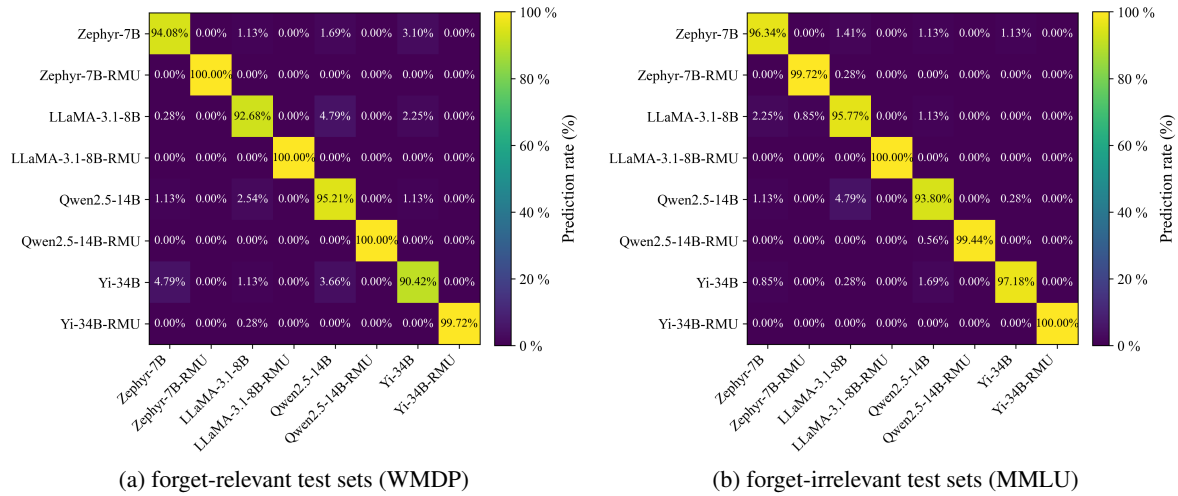 Zephyr-7B 94.08% 0.00% 1.13% 0.00% 1.69% 0.00% 3.10% 0.00%
Zephyr-7B-RMU 0.00% 100.00% 0.00% 0.00% 0.00% 0.00% 0.00% 0.00%
LLaMA-3.1-8B 0.28% 0.00% 92.68% 0.00% 4.79% 0.00% 2.25% 0.00%
LLaMA-3.1-8B-RMU 0.00% 0.00% 0.00% 100.00% 0.00% 0.00% 0.00% 0.00%
Qwen2.5-14B 1.13% 0.00% 2.54% 0.00% 95.21% 0.00% 1.13% 0.00%
Qwen2.5-14B-RMU 0.00% 0.00% 0.00% 0.00% 0.00% 100.00% 0.00% 0.00%
Yi-34B 4.79% 0.00% 1.13% 0.00% 3.66% 0.00% 90.42% 0.00%
Yi-34B-RMU 0.00% 0.00% 0.28% 0.00% 0.00% 0.00% 0.00% 99.72%
Zephyr-7B
Zephyr-7B-RMU
LLaMA-3.1-8B
LLaMA-3.1-8B-RMU
Qwen2.5-14B
Qwen2.5-14B-RMU
Yi-34B
Yi-34B-RMU
100 %
80 %
60 %
40 %
20 %
0 %
Prediction rate (%)
(a) forget-relevant test sets (WMDP)
Zephyr-7B 96.34% 0.00% 1.41% 0.00% 1.13% 0.00% 1.13% 0.00%
Zephyr-7B-RMU 0.00% 99.72% 0.28% 0.00% 0.00% 0.00% 0.00% 0.00%
LLaMA-3.1-8B 2.25% 0.85% 95.77% 0.00% 1.13% 0.00% 0.00% 0.00%
LLaMA-3.1-8B-RMU 0.00% 0.00% 0.00% 100.00% 0.00% 0.00% 0.00% 0.00%
Qwen2.5-14B 1.13% 0.00% 4.79% 0.00% 93.80% 0.00% 0.28% 0.00%
Qwen2.5-14B-RMU 0.00% 0.00% 0.00% 0.00% 0.56% 99.44% 0.00% 0.00%
Yi-34B 0.85% 0.00% 0.28% 0.00% 1.69% 0.00% 97.18% 0.00%
Yi-34B-RMU 0.00% 0.00% 0.00% 0.00% 0.00% 0.00% 0.00% 100.00%
Zephyr-7B
Zephyr-7B-RMU
LLaMA-3.1-8B
LLaMA-3.1-8B-RMU
Qwen2.5-14B
Qwen2.5-14B-RMU
Yi-34B
Yi-34B-RMU
100 %
80 %
60 %
40 %
20 %
0 %
Prediction rate (%)
(b) forget-irrelevant test sets (MMLU)